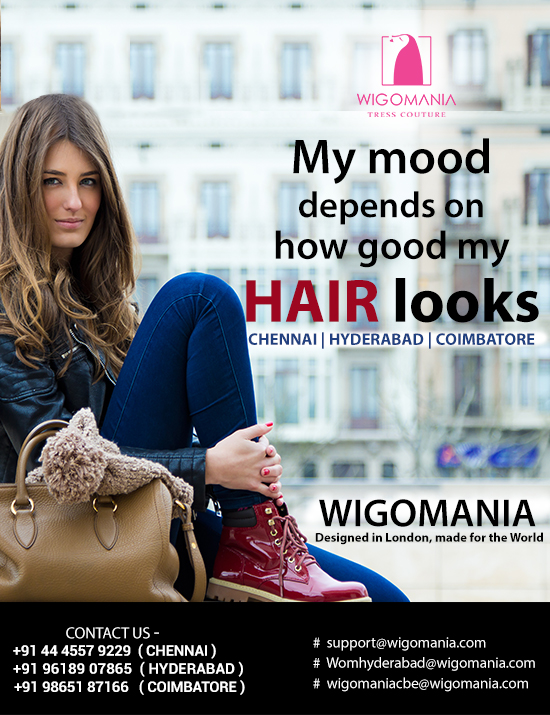 WIGOMANIA
TRESS COUTURE
My mood
depends on
how good my
HAIR looks
CHENNAI | HYDERABAD | COIMBATORE
WIGOMANIA
Designed in London, made for the World
CONTACT US -
+91 44 4557 9229 ( CHENNAI )
+91 96189 07865 ( HYDERABAD )
+91 98651 87166 ( COIMBATORE )
# support@wigomania.com
# Womhyderabad@wigomania.com
# wigomaniacbe@wigomania.com